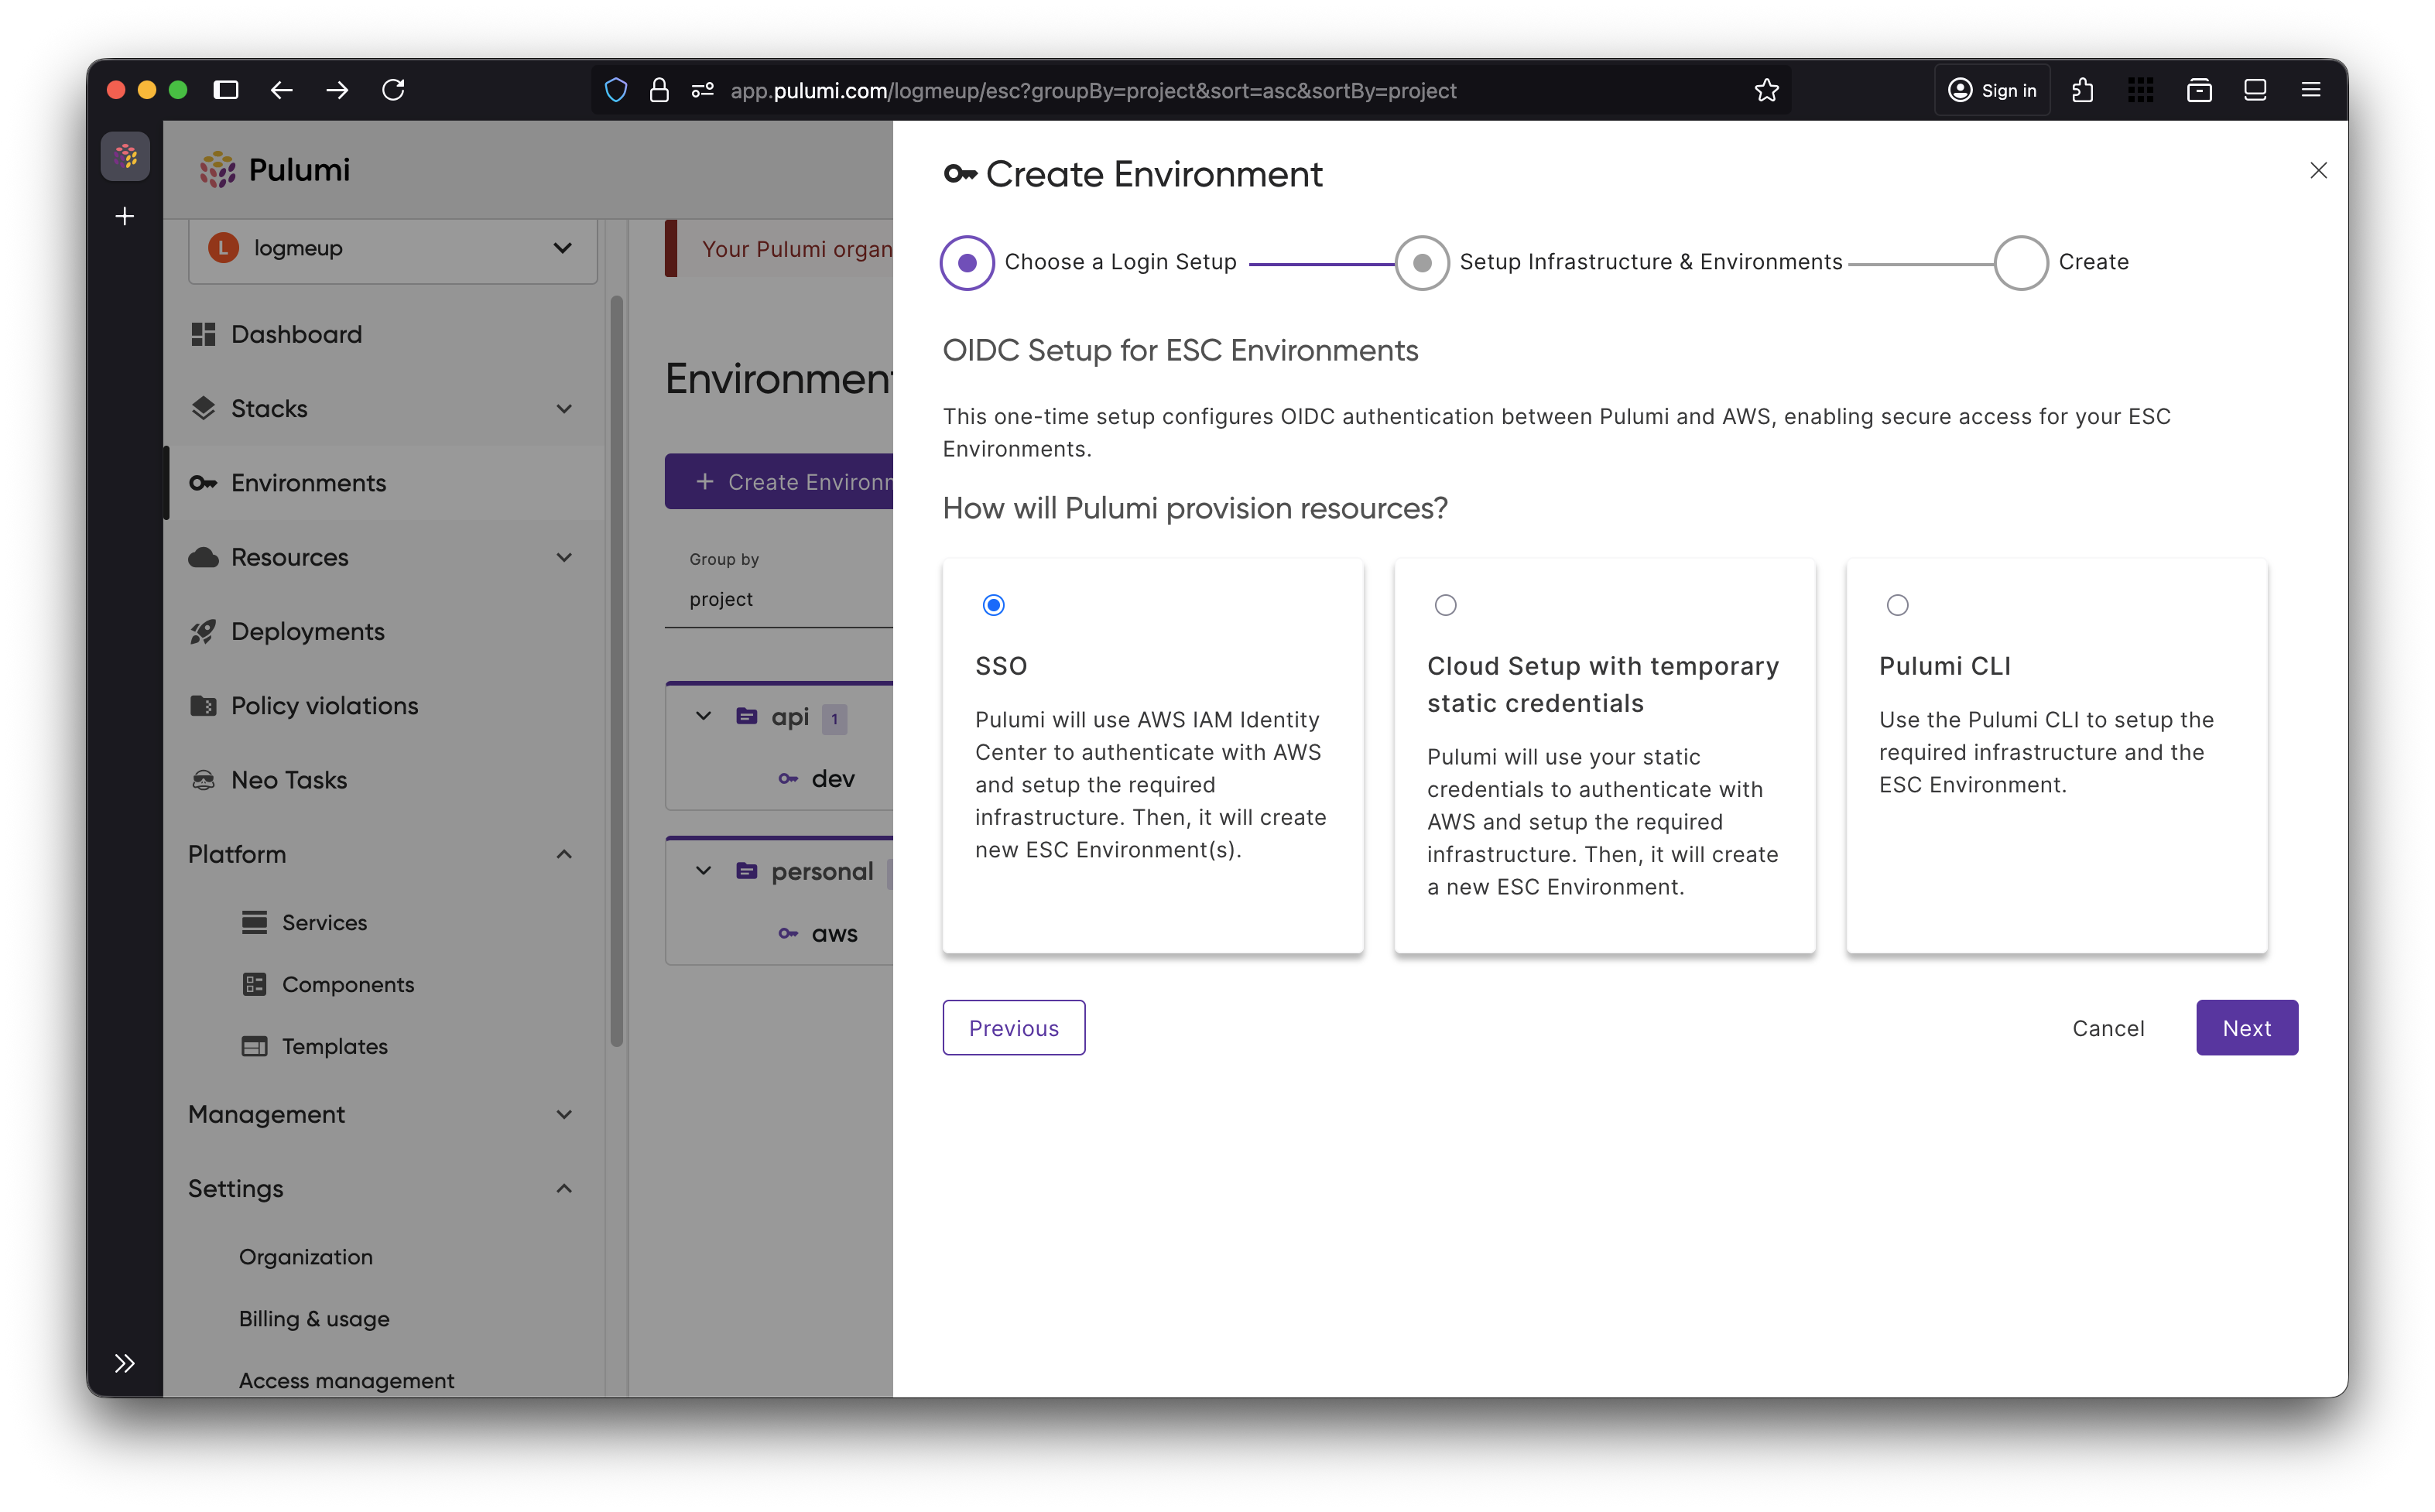 app.pulumi.com/logmeup/esc?groupBy=project&sort=asc&sortBy=project
Sign in
Pulumi
L logmeup
Dashboard
Stacks
Environments
Resources
Deployments
Policy violations
Neo Tasks
Platform
Services
Components
Templates
Management
Settings
Organization
Billing & usage
Access management
Your Pulumi organ
Environment
+ Create Environm
Group by
project
api 1
dev
personal
aws
Create Environment
Choose a Login Setup
Setup Infrastructure & Environments
Create
OIDC Setup for ESC Environments
This one-time setup configures OIDC authentication between Pulumi and AWS, enabling secure access for your ESC
Environments.
How will Pulumi provision resources?
SSO
Pulumi will use AWS IAM Identity
Center to authenticate with AWS
and setup the required
infrastructure. Then, it will create
new ESC Environment(s).
Cloud Setup with temporary
static credentials
Pulumi will use your static
credentials to authenticate with
AWS and setup the required
infrastructure. Then, it will create
a new ESC Environment.
Pulumi CLI
Use the Pulumi CLI to setup the
required infrastructure and the
ESC Environment.
Previous
Cancel
Next